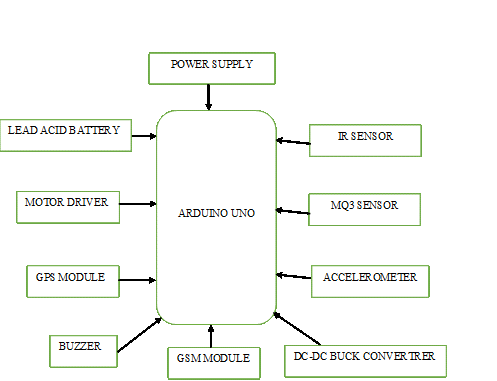 POWER SUPPLY
LEAD ACID BATTERY
IR SENSOR
MOTOR DRIVER
ARDUINO UNO
MQ3 SENSOR
GPS MODULE
ACCELEROMETER
BUZZER
GSM MODULE
DC-DC BUCK CONVERTRER